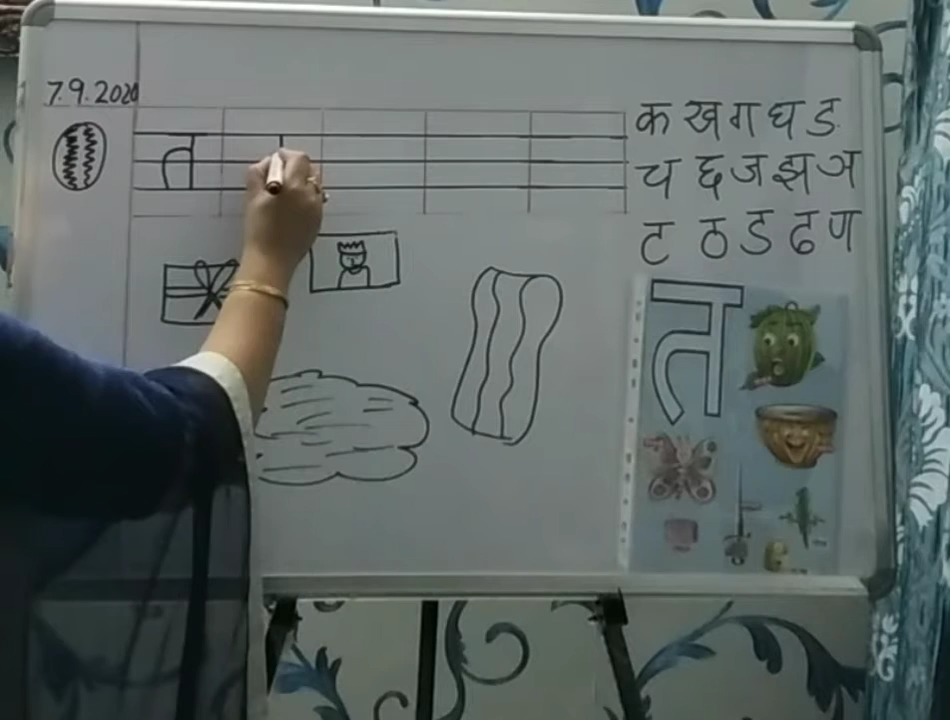 7.9.2020
त
क ख ग घ ड
च छ ज झ ञ
ट ठ ड ढ ण
त